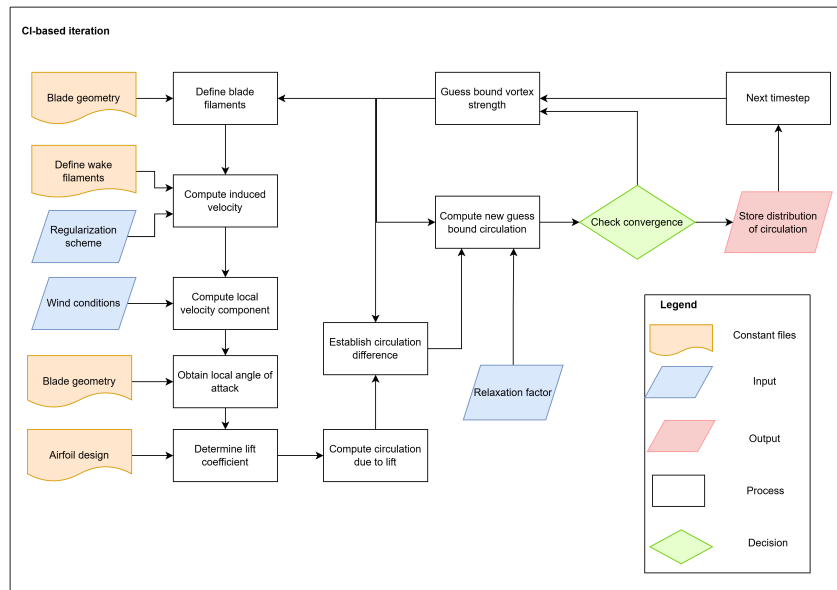 Cl-based iteration
Blade geometry
Define blade
filaments
Guess bound vortex
strength
Next timestep
Define wake
filaments
Compute induced
velocity
Regularization
scheme
Compute new guess
bound circulation
Check convergence
Store distribution
of circulation
Wind conditions
Compute local
velocity component
Establish circulation
difference
Blade geometry
Obtain local angle of
attack
Relaxation factor
Airfoil design
Determine lift
coefficient
Compute circulation
due to lift
Legend
Constant files
Input
Output
Process
Decision